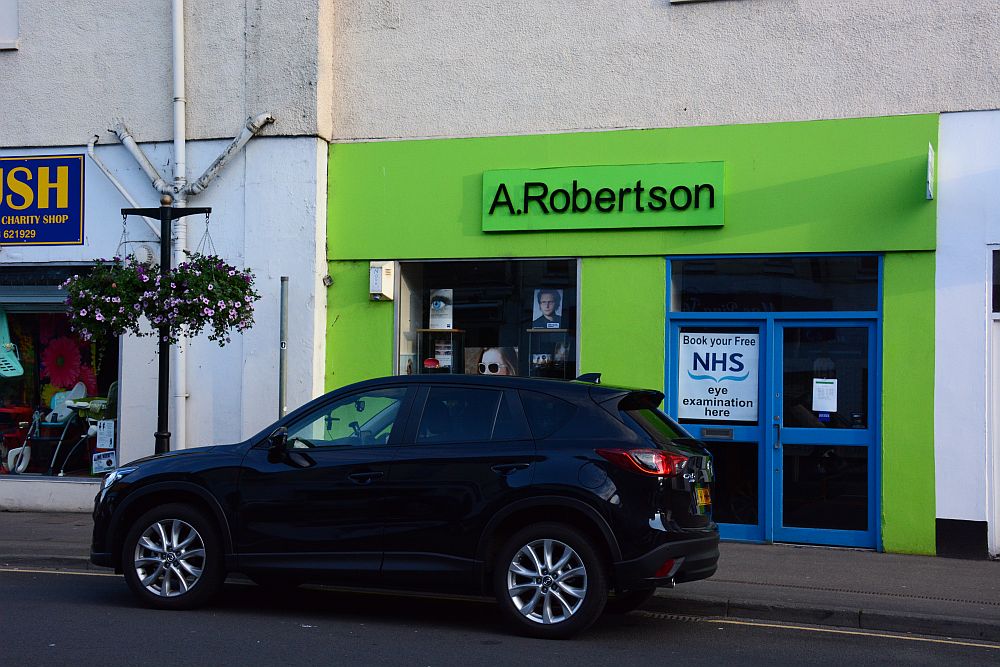 USH
CHARITY SHOP
621929
A.Robertson
Book your Free
NHS
eye
examination
here